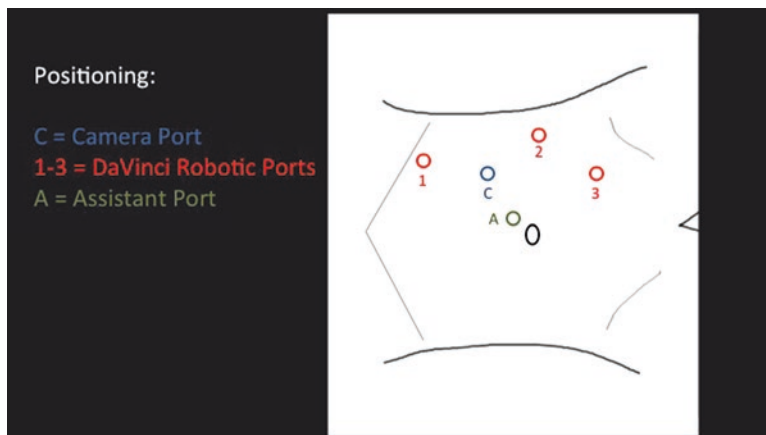 Positioning:
C = Camera Port
1-3 = DaVinci Robotic Ports
A = Assistant Port
2
1
C
3
A